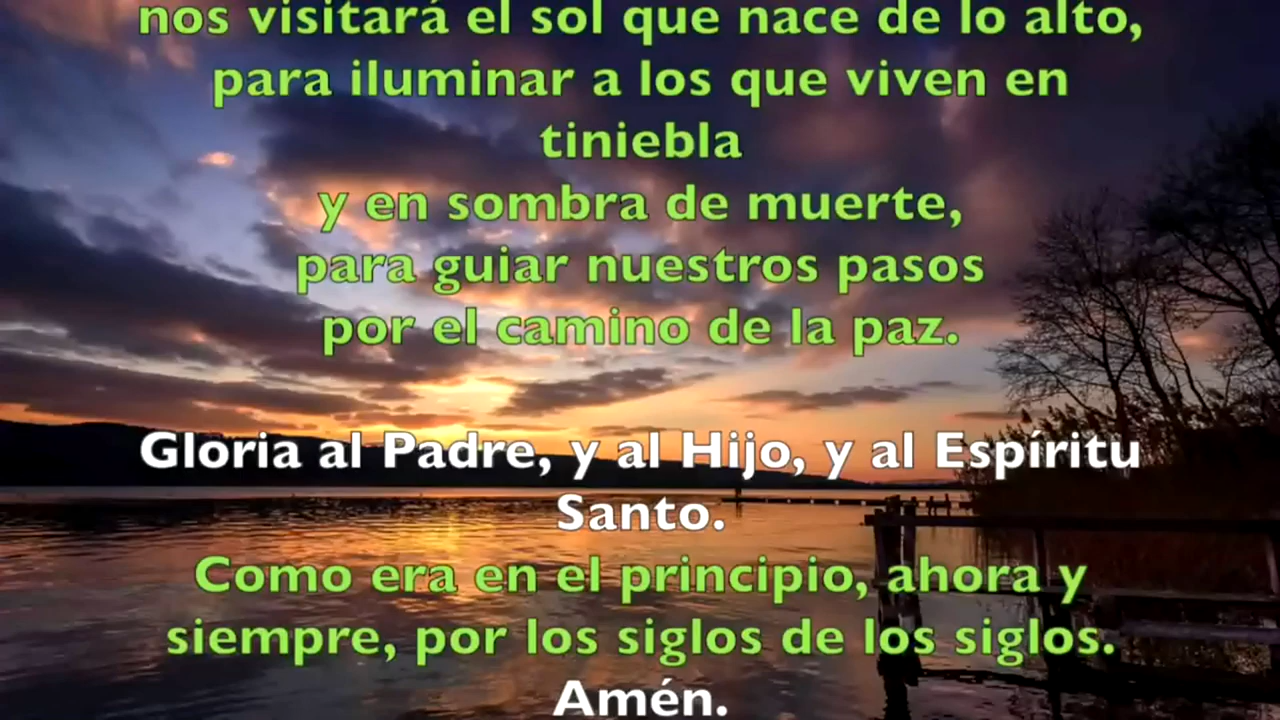 nos visitará el sol que nace de lo alto,
para iluminar a los que viven en
tiniebla
y en sombra de muerte,
para guiar nuestros pasos
por el camino de la paz.
Gloria al Padre, y al Hijo, y al Espíritu
Santo.
Como era en el principio, ahora y
siempre, por los siglos de los siglos.
Amén.